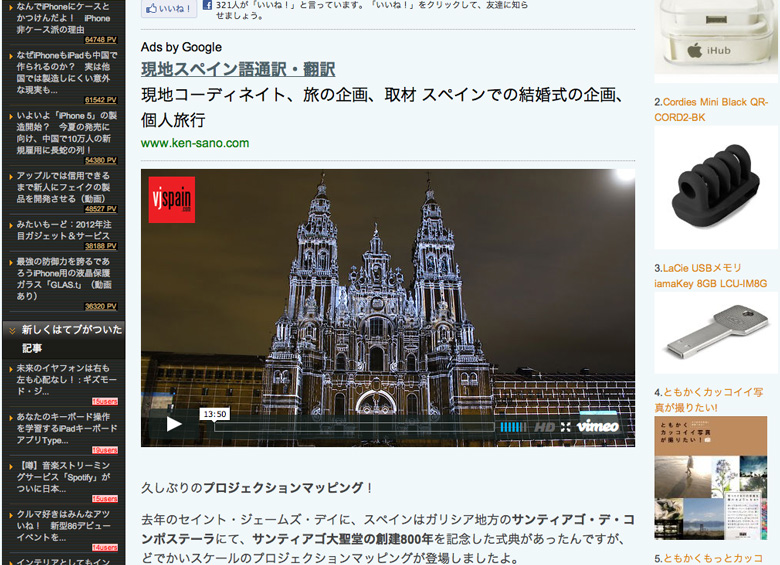 なんでiPhoneにケースと
かつけんだよ！　iPhone
非ケース派の理由
64748 PV
なぜiPhoneもiPadも中国で
作られるのか？　実は他
国では製造しにくい意外
な現実も...
61542 PV
いよいよ「iPhone 5」の製
造開始？　今夏の発売に
向け、中国で10万人の新
規雇用に長蛇の列！
54380 PV
アップルでは信用できる
まで新人にフェイクの製
品を開発させる（動画）
48527 PV
みたいもーど：2012年注
目ガジェット＆サービス
38188 PV
最強の防御力を誇るであ
ろうiPhone用の液晶保護
ガラス「GLAS.t」（動画
あり）
36320 PV
新しくはてブがついた
記事
未来のイヤフォンは右も
左も心配なし！ : ギズモー
ド・ジ...
15users
あなたのキーボード操作
を学習するiPadキーボード
アプリType...
19users
【噂】音楽ストリーミン
グサービス「Spotify」が
ついに日本...
15users
クルマ好きはみんなアツ
いね！　新型86デビュー
イベントを...
14users
インテリアとしてもイン
いいね！
321人が「いいね！」と言っています。「いいね！」をクリックして、友達に知ら
せましょう。
Ads by Google
現地スペイン語通訳・翻訳
現地コーディネイト、旅の企画、取材 スペインでの結婚式の企画、
個人旅行
www.ken-sano.com
vjspain
.com
13:50
HD
vimeo
久しぶりのプロジェクションマッピング！
去年のセイント・ジェームズ・デイに、スペインはガリシア地方のサンティアゴ・デ・コ
ンポステーラにて、サンティアゴ大聖堂の創建800年を記念した式典があったんですが、
どでかいスケールのプロジェクションマッピングが登場しましたよ。
iHub
2.Cordies Mini Black QR-
CORD2-BK
3.LaCie USBメモリ
iamaKey 8GB LCU-IM8G
4.ともかくカッコイイ写
真が撮りたい!
ともかく
カッコイイ写真
が撮りたい！
5.ともかくもっとカッコ